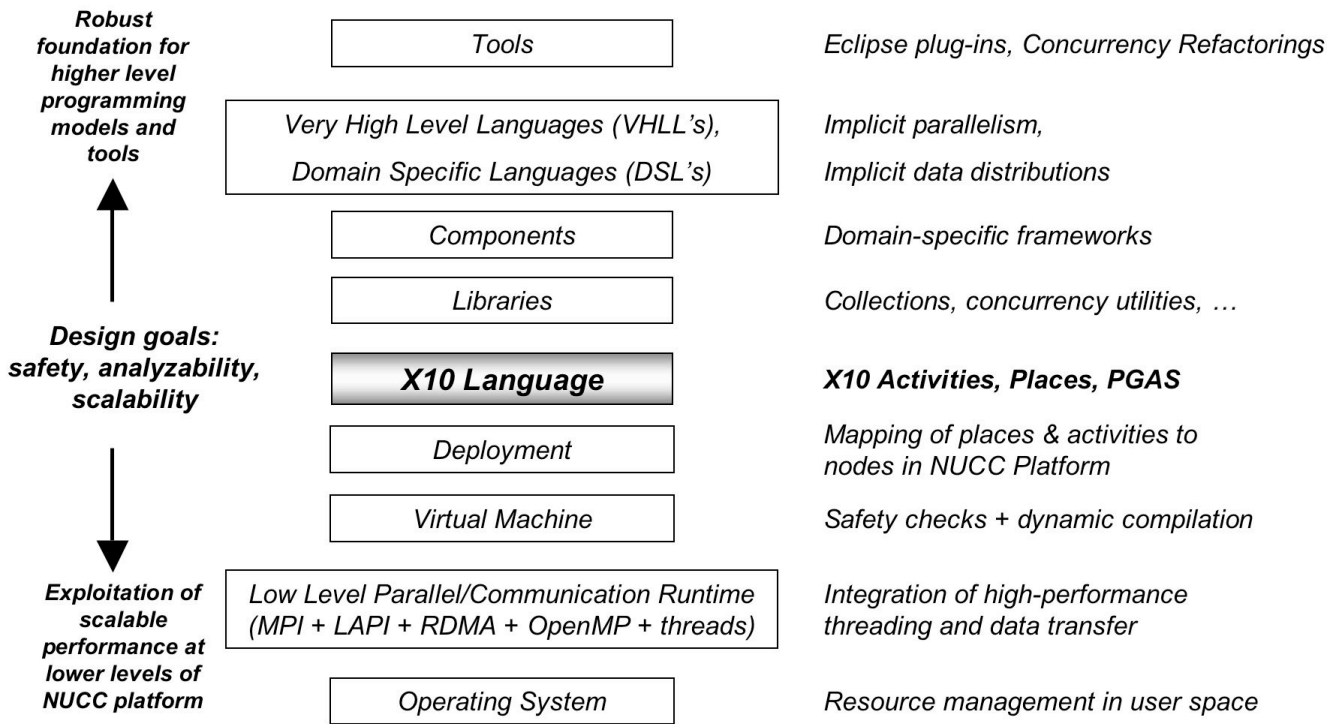 Robust
foundation for
higher level
programming
models and
tools
Design goals:
safety, analyzability,
scalability
Exploitation of
scalable
performance at
lower levels of
NUCC platform
Tools
Eclipse plug-ins, Concurrency Refactorings
Very High Level Languages (VHLL’s),
Domain Specific Languages (DSL’s)
Implicit parallelism,
Implicit data distributions
Components
Domain-specific frameworks
Libraries
Collections, concurrency utilities, …
X10 Language
X10 Activities, Places, PGAS
Deployment
Mapping of places & activities to
nodes in NUCC Platform
Virtual Machine
Safety checks + dynamic compilation
Low Level Parallel/Communication Runtime
(MPI + LAPI + RDMA + OpenMP + threads)
Integration of high-performance
threading and data transfer
Operating System
Resource management in user space